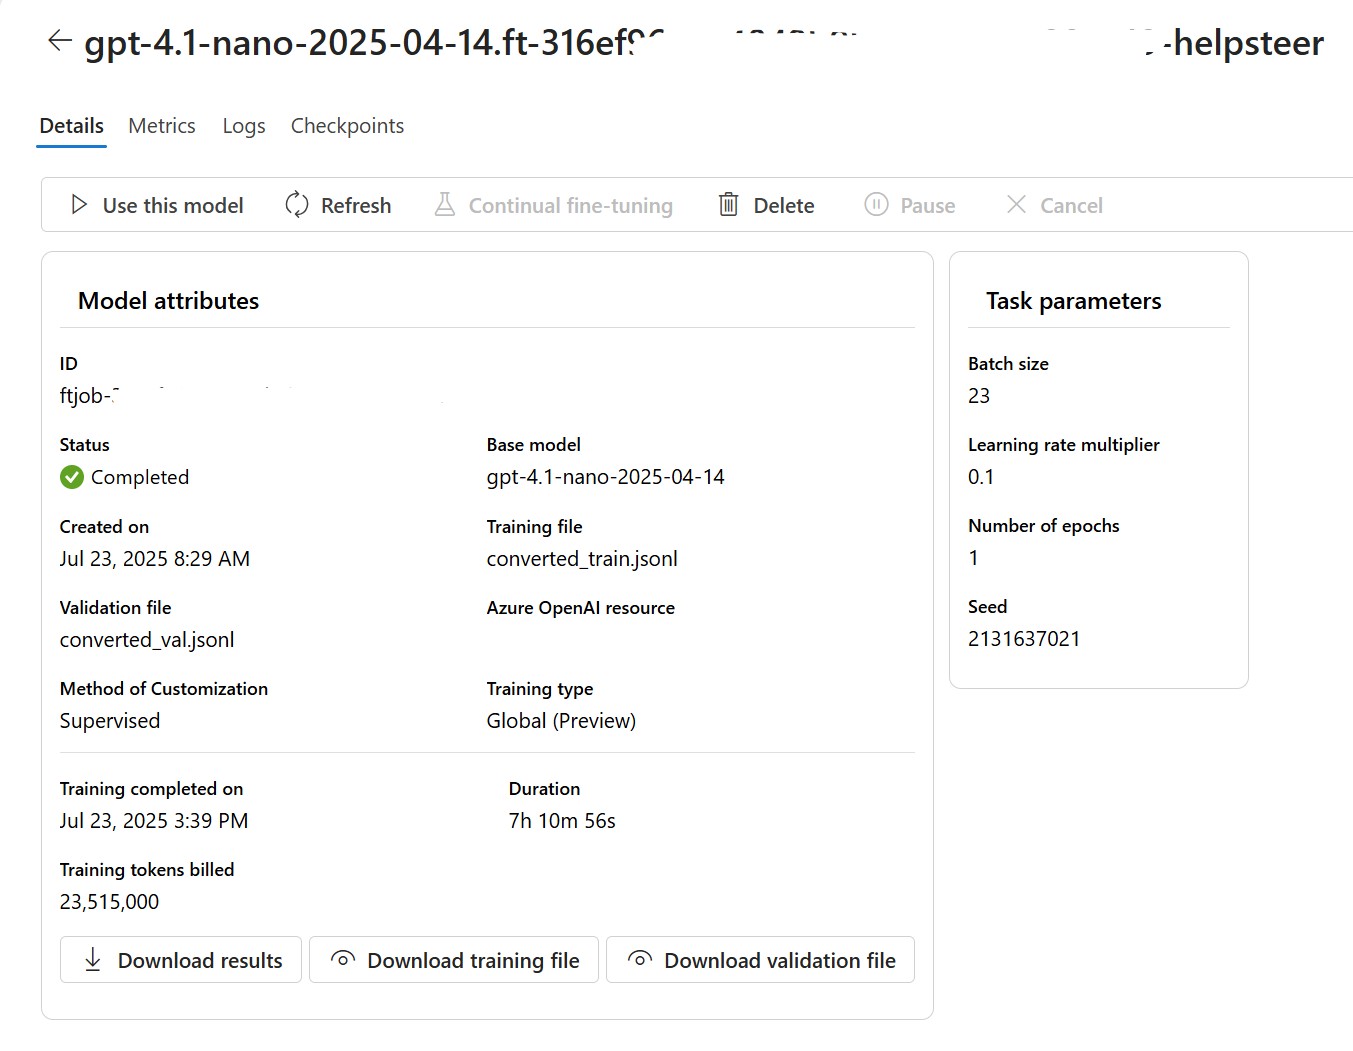 gpt-4.1-nano-2025-04-14.ft-316ef -helpsteer
Details Metrics Logs Checkpoints
Use this model Refresh Continual fine-tuning Delete Pause Cancel
Model attributes
ID
ftjob-
Status Base model
Completed gpt-4.1-nano-2025-04-14
Created on Training file
Jul 23, 2025 8:29 AM converted_train.jsonl
Validation file Azure OpenAI resource
converted_val.jsonl
Method of Customization Training type
Supervised Global (Preview)
Training completed on Duration
Jul 23, 2025 3:39 PM 7h 10m 56s
Training tokens billed
23,515,000
Download results Download training file Download validation file
Task parameters
Batch size
23
Learning rate multiplier
0.1
Number of epochs
1
Seed
2131637021